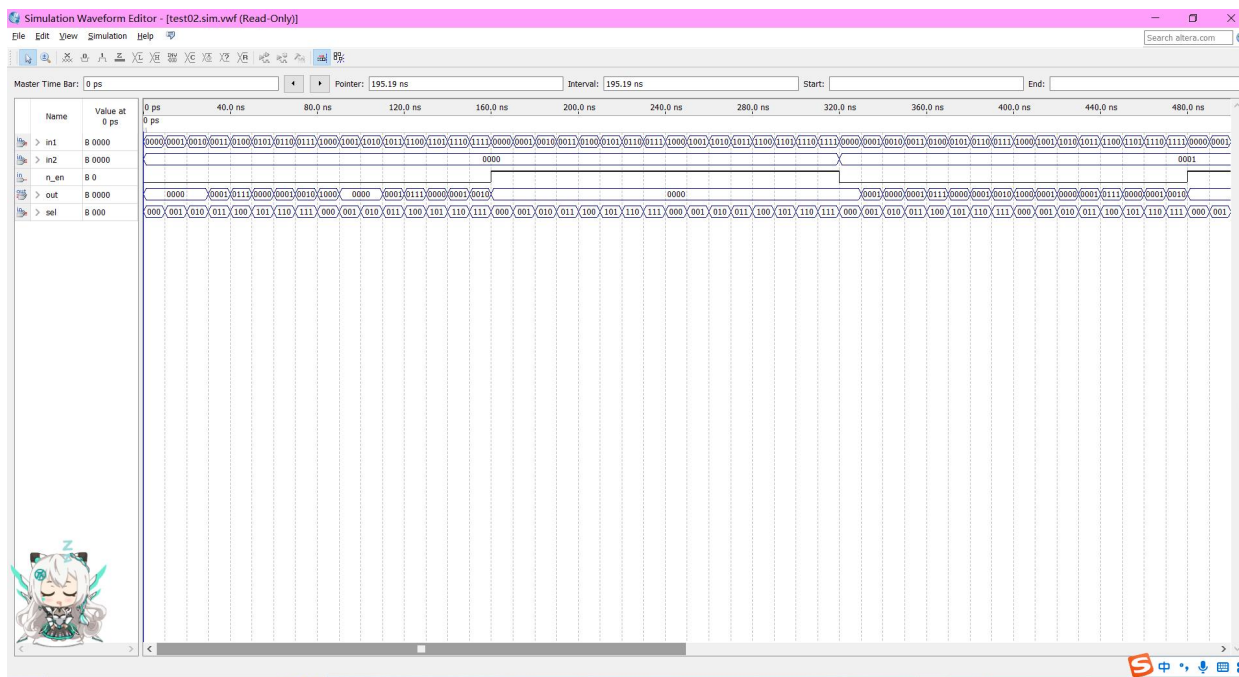 Simulation Waveform Editor - [test02.sim.vwf (Read-Only)]
File Edit View Simulation Help
Search altera.com
Master Time Bar: 0 ps Pointer: 195.19 ns Interval: 195.19 ns Start: End:
Name Value at 0 ps
0 ps 40.0 ns 80.0 ns 120.0 ns 160.0 ns 200.0 ns 240.0 ns 280.0 ns 320.0 ns 360.0 ns 400.0 ns 440.0 ns 480.0 ns
0 ps
in1 B 0000 0000 0001 0010 0011 0100 0101 0110 0111 1000 1001 1010 1011 1100 1101 1110 1111 0000 0001 0010 0011 0100 0101 0110 0111 1000 1001 1010 1011 1100 1101 1110 1111 0000 0001 0010 0011 0100 0101 0110 0111 1000 1001 1010 1011 1100 1101 1110 1111 0000 0001
in2 B 0000 0000 0001
n_en B 0
out B 0000 0000 0001 0111 0000 0001 0010 1000 0000 0001 0111 0000 0001 0010 0000 0001 0000 0001 0111 0000 0001 0010 1000 0001 0000 0001 0111 0000 0001 0010
sel B 000 000 001 010 011 100 101 110 111 000 001 010 011 100 101 110 111 000 001 010 011 100 101 110 111 000 001 010 011 100 101 110 111 000 001 010 011 100 101 110 111 000 001 010 011 100 101 110 111 000 001
Z
中